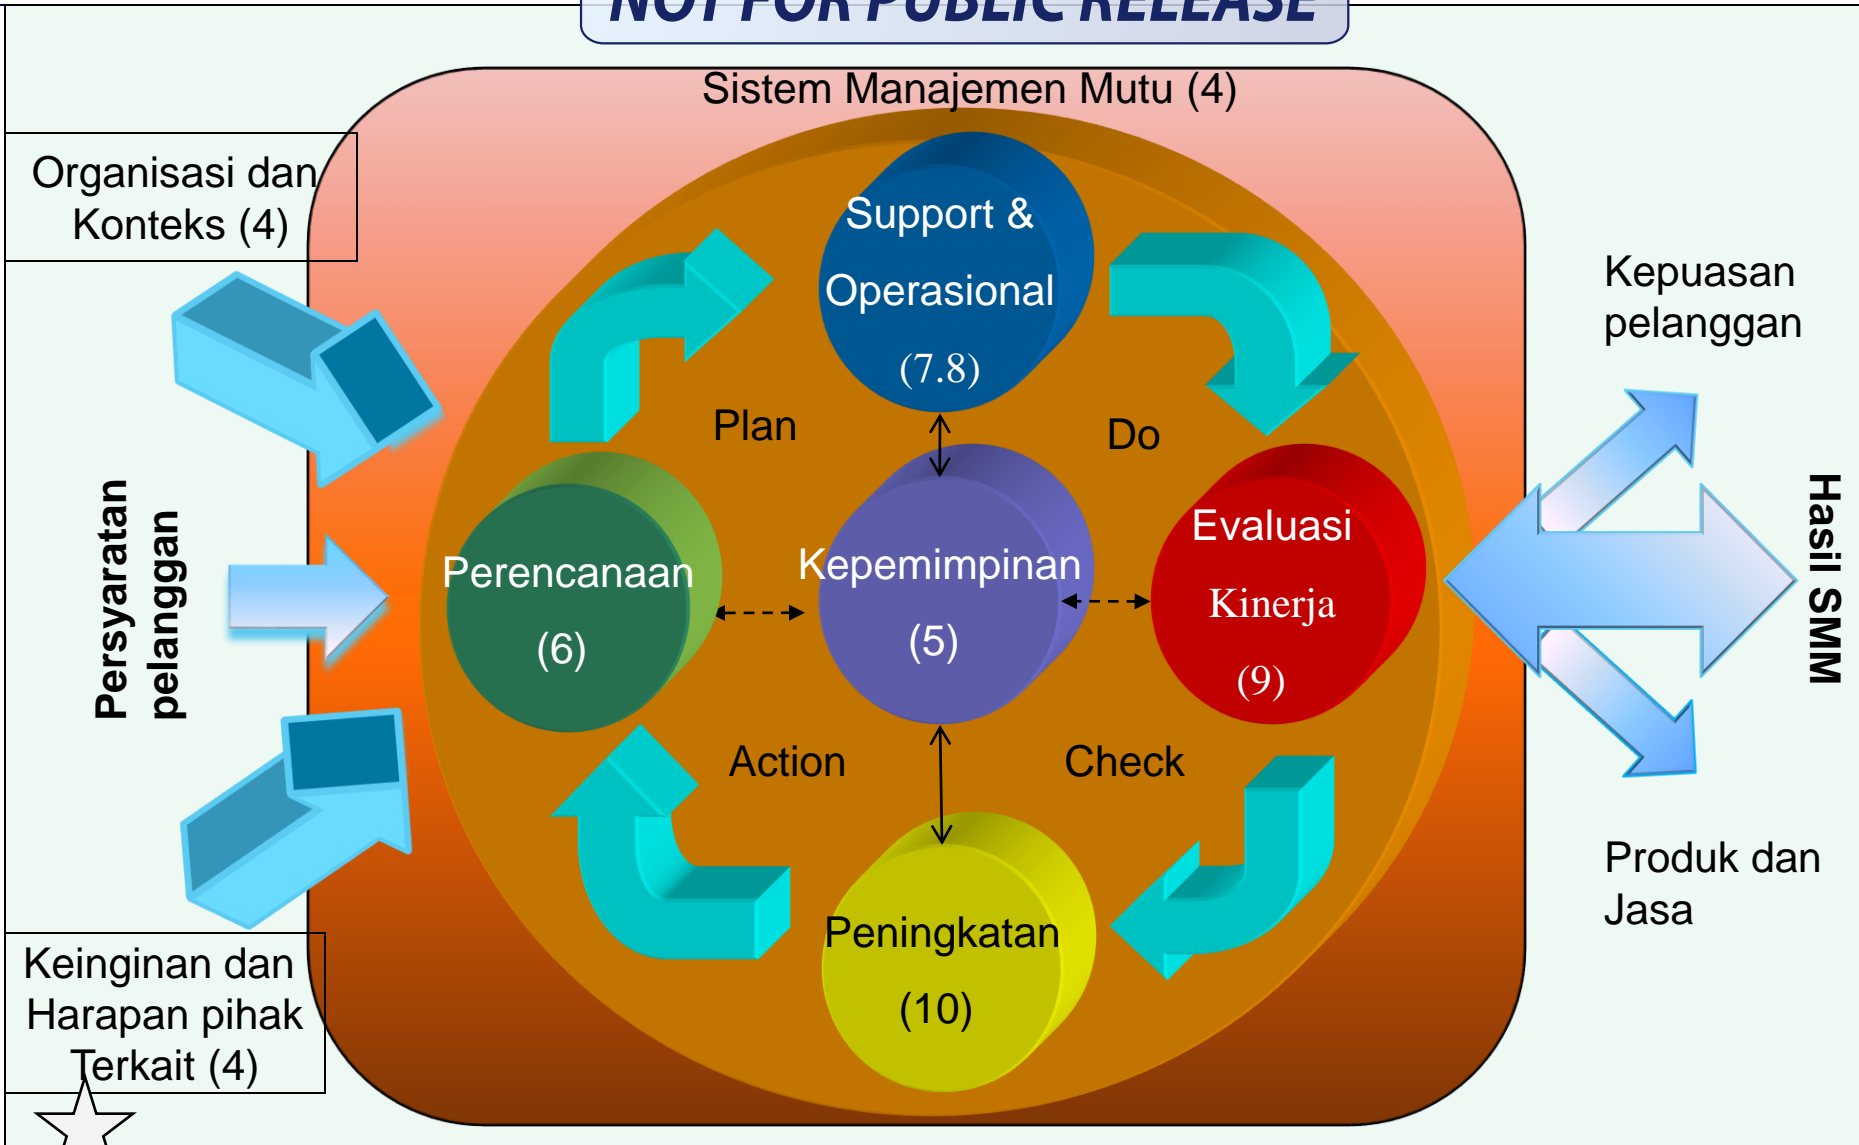 NOT FOR PUBLIC RELEASE
Sistem Manajemen Mutu (4)
Organisasi dan
Konteks (4)
Support &
Operasional
(7.8)
Kepuasan
pelanggan
Plan
Do
Persyaratan
pelanggan
Perencanaan
(6)
Kepemimpinan
(5)
Evaluasi
Kinerja
(9)
Hasil SMM
Action
Check
Peningkatan
(10)
Produk dan
Jasa
Keinginan dan
Harapan pihak
Terkait (4)